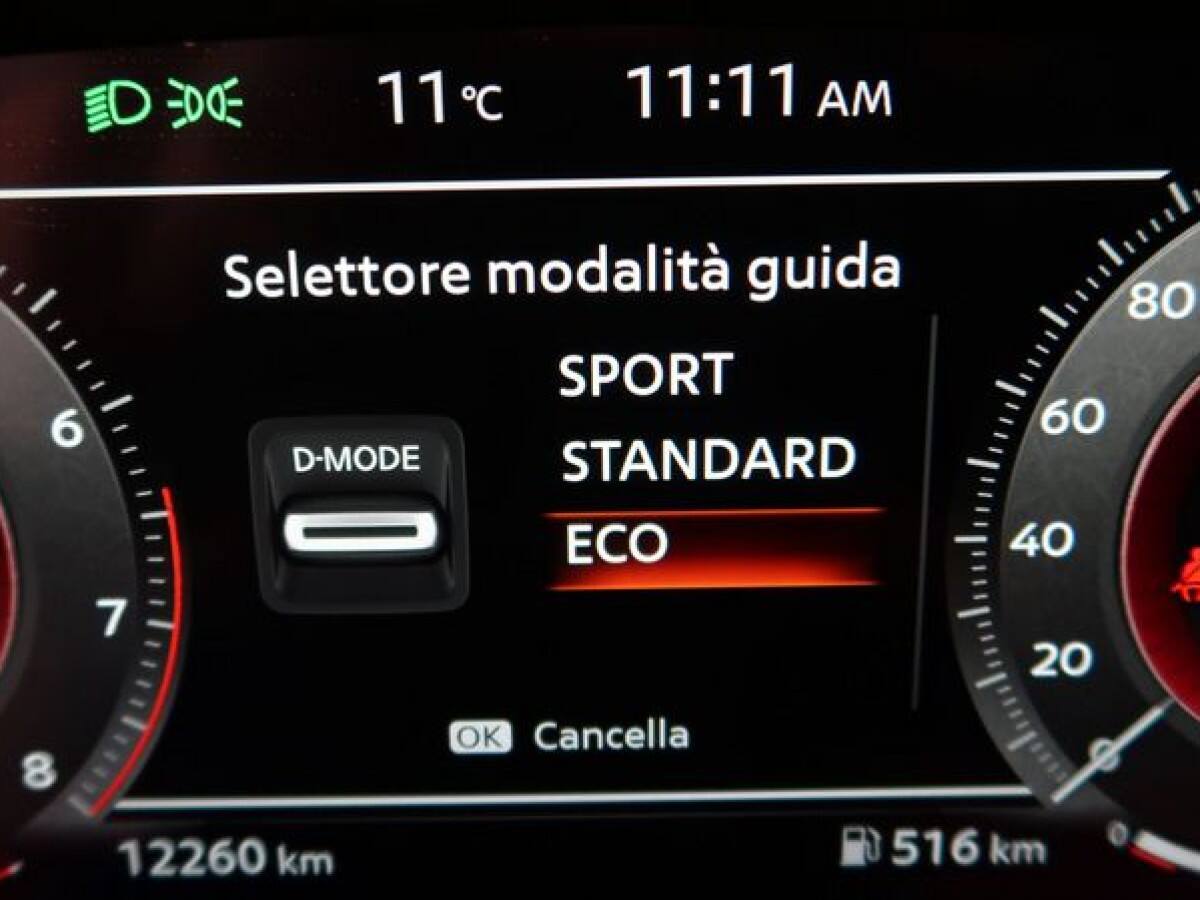 11°C 11:11 AM
Selettore modalità guida
SPORT
D-MODE
STANDARD
ECO
OK Cancella
6
7
8
80
60
40
20
0
12260 km
516 km
0